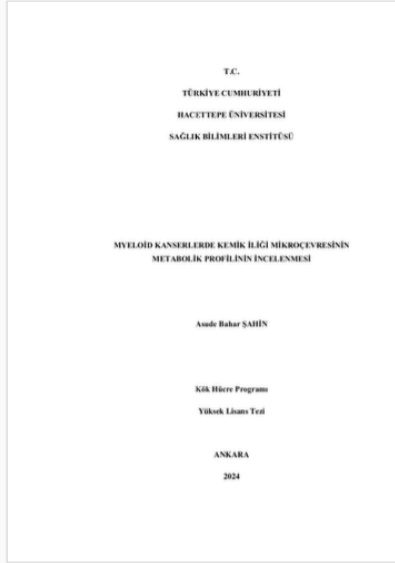 T.C.
TÜRKİYE CUMHURİYETİ
HACETTEPE ÜNİVERSİTESİ
SAĞLIK BİLİMLERİ ENSTİTÜSÜ
MYELOİD KANSERLERDE KEMİK İLİĞİ MİKROÇEVRESİNİN
METABOLİK PROFİLİNİN İNCELENMESİ
Asude Bahar ŞAHİN
Kök Hücre Programı
Yüksek Lisans Tezi
ANKARA
2024